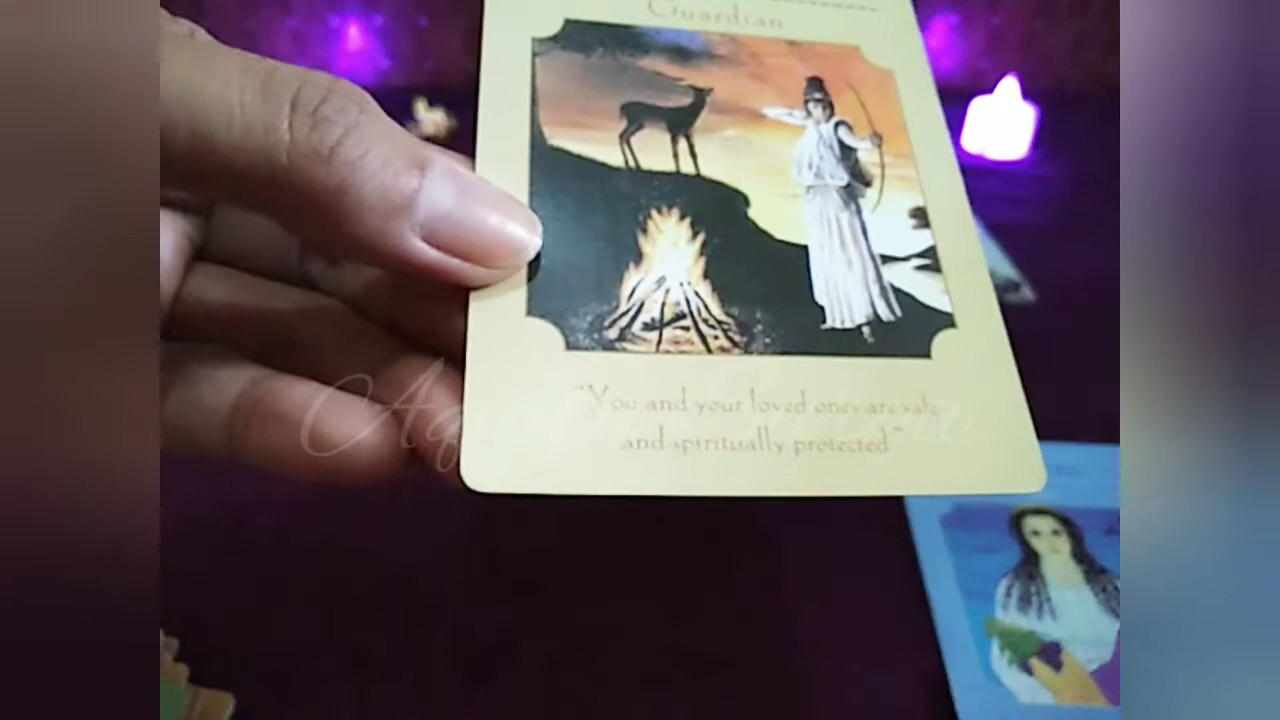 Guardian
"You and your loved ones are safe
and spiritually protected"